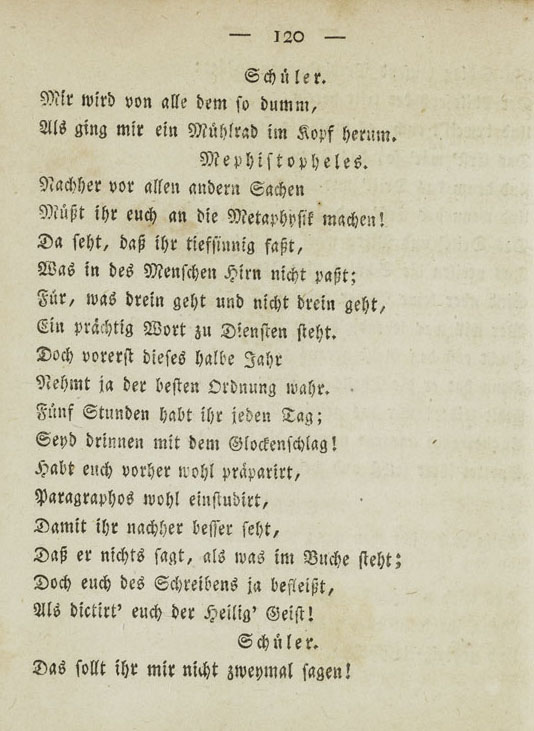 — 120 —
Schüler.
Mir wird von alle dem so dumm,
Als ging mir ein Mühlrad im Kopf herum.
Mephistopheles.
Nachher vor allen andern Sachen
Müßt ihr euch an die Metaphysik machen!
Da seht, daß ihr tiefsinnig faßt,
Was in des Menschen Hirn nicht paßt;
Für, was drein geht und nicht drein geht,
Ein prächtig Wort zu Diensten steht.
Doch vorerst dieses halbe Jahr
Nehmt ja der besten Ordnung wahr.
Fünf Stunden habt ihr jeden Tag;
Seyd drinnen mit dem Glockenschlag!
Habt euch vorher wohl präparirt,
Paragraphos wohl einstudirt,
Damit ihr nachher besser seht,
Daß er nichts sagt, als was im Buche steht;
Doch euch des Schreibens ja befleißt,
Als dictirt' euch der Heilig' Geist!
Schüler.
Das sollt ihr mir nicht zweymal sagen!